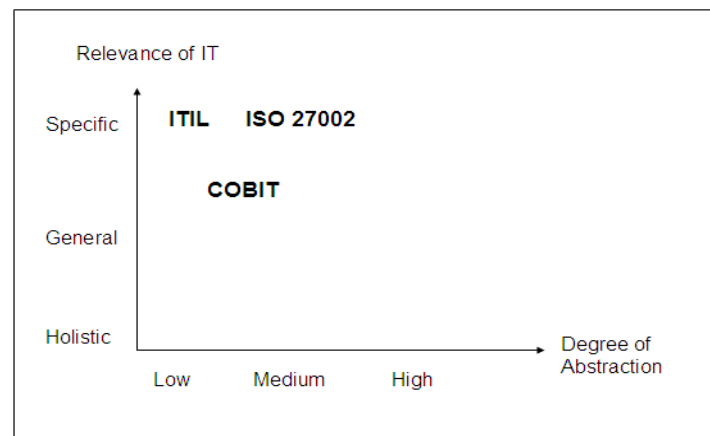 Relevance of IT
Specific
ITIL
ISO 27002
COBIT
General
Holistic
Degree of
Abstraction
Low
Medium
High